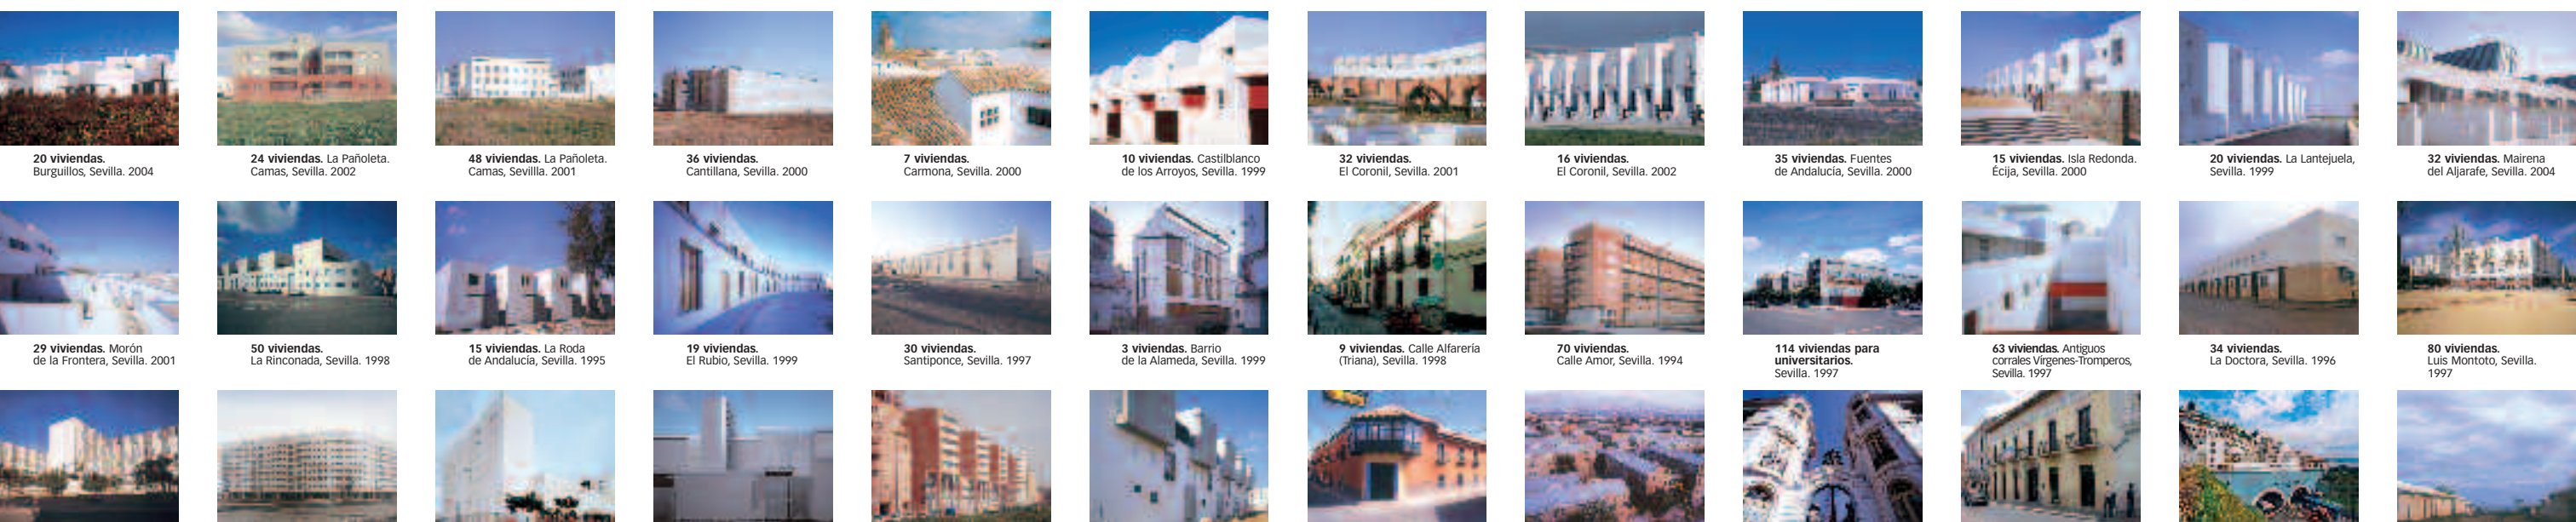 20 viviendas.
Burguillos, Sevilla. 2004
24 viviendas. La Pañoleta.
Camas, Sevilla. 2002
48 viviendas. La Pañoleta.
Camas, Sevillla. 2001
36 viviendas.
Cantillana, Sevilla. 2000
7 viviendas.
Carmona, Sevilla. 2000
10 viviendas. Castilblanco
de los Arroyos, Sevilla. 1999
32 viviendas.
El Coronil, Sevilla. 2001
16 viviendas.
El Coronil, Sevilla. 2002
35 viviendas. Fuentes
de Andalucía, Sevilla. 2000
15 viviendas. Isla Redonda.
Écija, Sevilla. 2000
20 viviendas. La Lantejuela,
Sevilla. 1999
32 viviendas. Mairena
del Aljarafe, Sevilla. 2004
29 viviendas. Morón
de la Frontera, Sevilla. 2001
50 viviendas.
La Rinconada, Sevilla. 1998
15 viviendas. La Roda
de Andalucía, Sevilla. 1995
19 viviendas.
El Rubio, Sevilla. 1999
30 viviendas.
Santiponce, Sevilla. 1997
3 viviendas. Barrio
de la Alameda, Sevilla. 1999
9 viviendas. Calle Alfarería
(Triana), Sevilla. 1998
70 viviendas.
Calle Amor, Sevilla. 1994
114 viviendas para
universitarios.
Sevilla. 1997
63 viviendas. Antiguos
corrales Vírgenes-Tromperos,
Sevilla. 1997
34 viviendas.
La Doctora, Sevilla. 1996
80 viviendas.
Luis Montoto, Sevilla.
1997